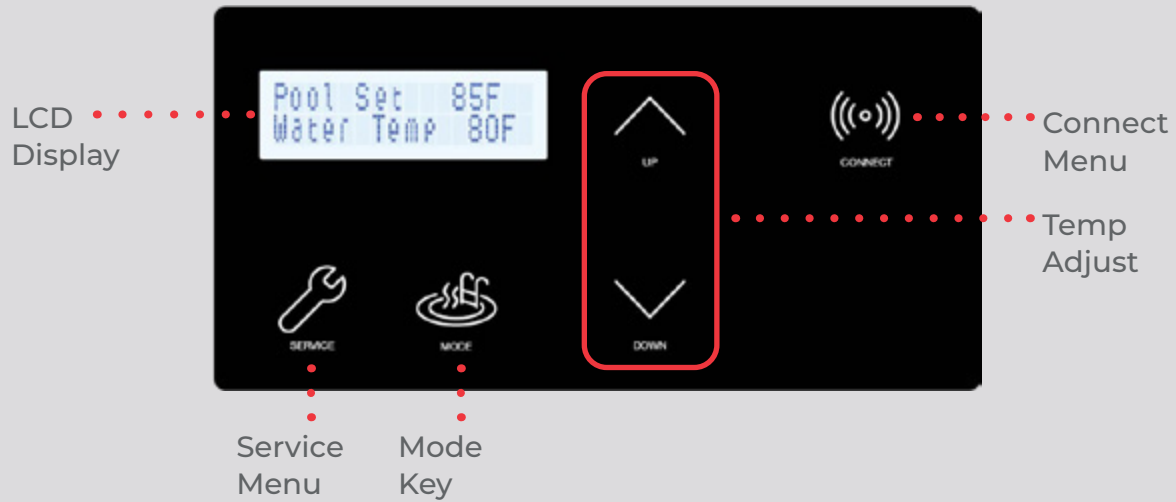 LCD
Display
Pool Set 85F
Water Temp 80F
UP
CONNECT
Connect
Menu
Temp
Adjust
SERVICE
MODE
DOWN
Service
Menu
Mode
Key